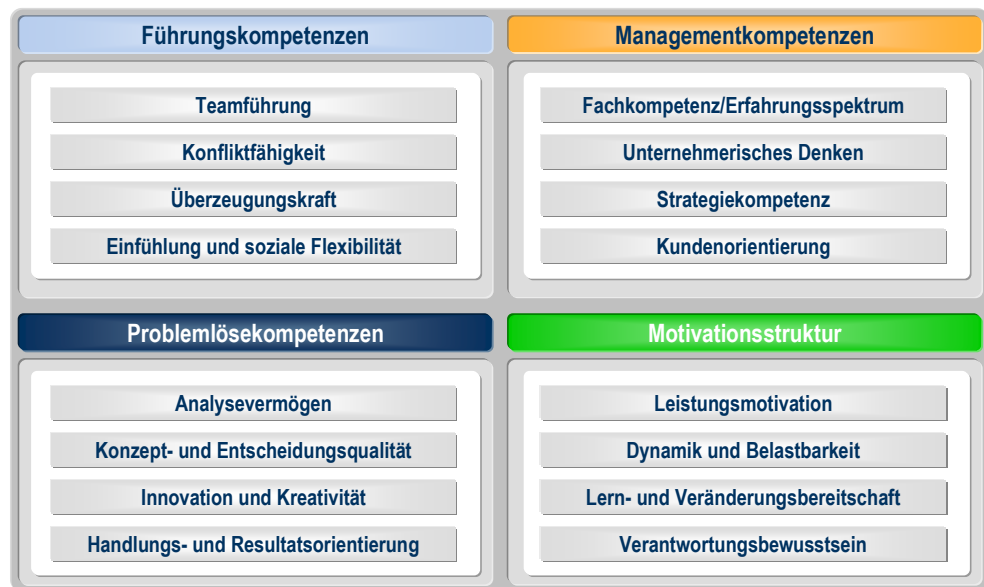 Führungskompetenzen
Teamführung
Konfliktfähigkeit
Überzeugungskraft
Einfühlung und soziale Flexibilität
Managementkompetenzen
Fachkompetenz/Erfahrungsspektrum
Unternehmerisches Denken
Strategiekompetenz
Kundenorientierung
Problemlösekompetenzen
Analysevermögen
Konzept- und Entscheidungsqualität
Innovation und Kreativität
Handlungs- und Resultatsorientierung
Motivationsstruktur
Leistungsmotivation
Dynamik und Belastbarkeit
Lern- und Veränderungsbereitschaft
Verantwortungsbewusstsein